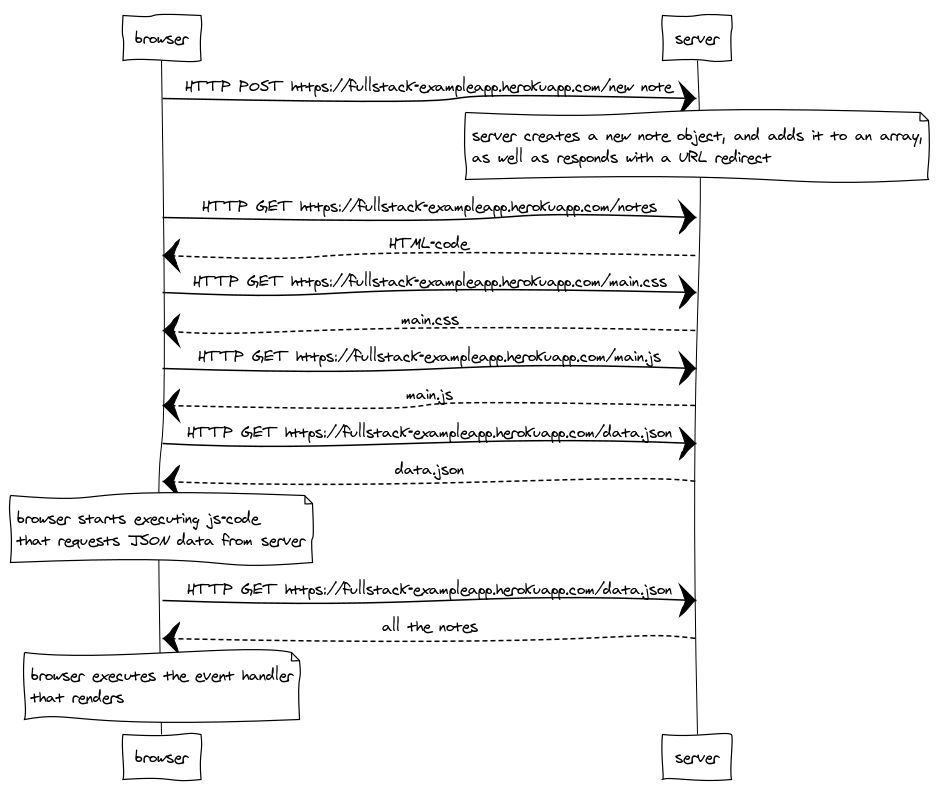 browser
server
HTTP POST https://fullstack-exampleapp.herokuapp.com/new note
server creates a new note object, and adds it to an array,
as well as responds with a URL redirect
HTTP GET https://fullstack-exampleapp.herokuapp.com/notes
HTML-code
HTTP GET https://fullstack-exampleapp.herokuapp.com/main.css
main.css
HTTP GET https://fullstack-exampleapp.herokuapp.com/main.js
main.js
HTTP GET https://fullstack-exampleapp.herokuapp.com/data.json
data.json
browser starts executing js-code
that requests JSON data from server
HTTP GET https://fullstack-exampleapp.herokuapp.com/data.json
all the notes
browser executes the event handler
that renders
browser
server